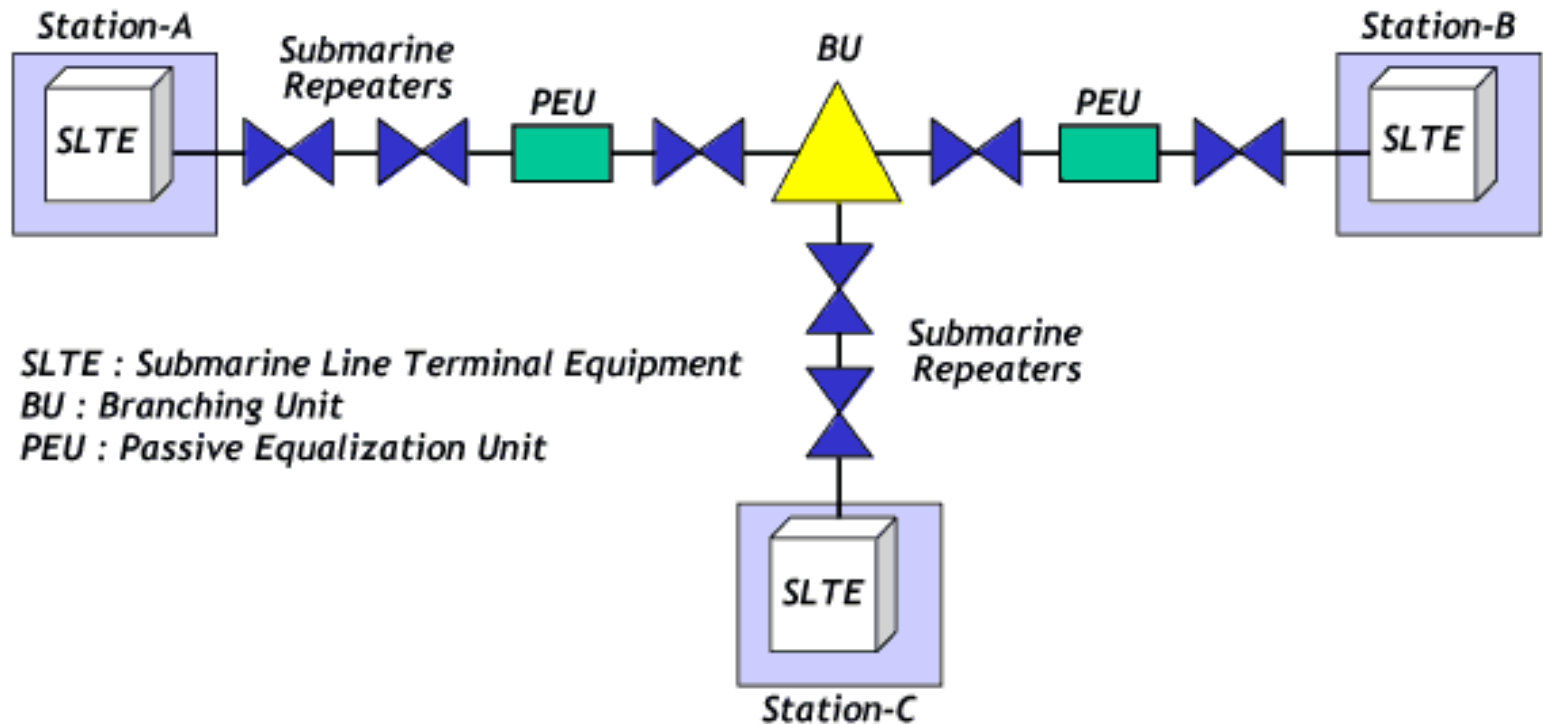 Station-A
Submarine
Repeaters
BU
Station-B
PEU
PEU
SLTE
SLTE
Submarine
Repeaters
SLTE : Submarine Line Terminal Equipment
BU : Branching Unit
PEU : Passive Equalization Unit
SLTE
Station-C